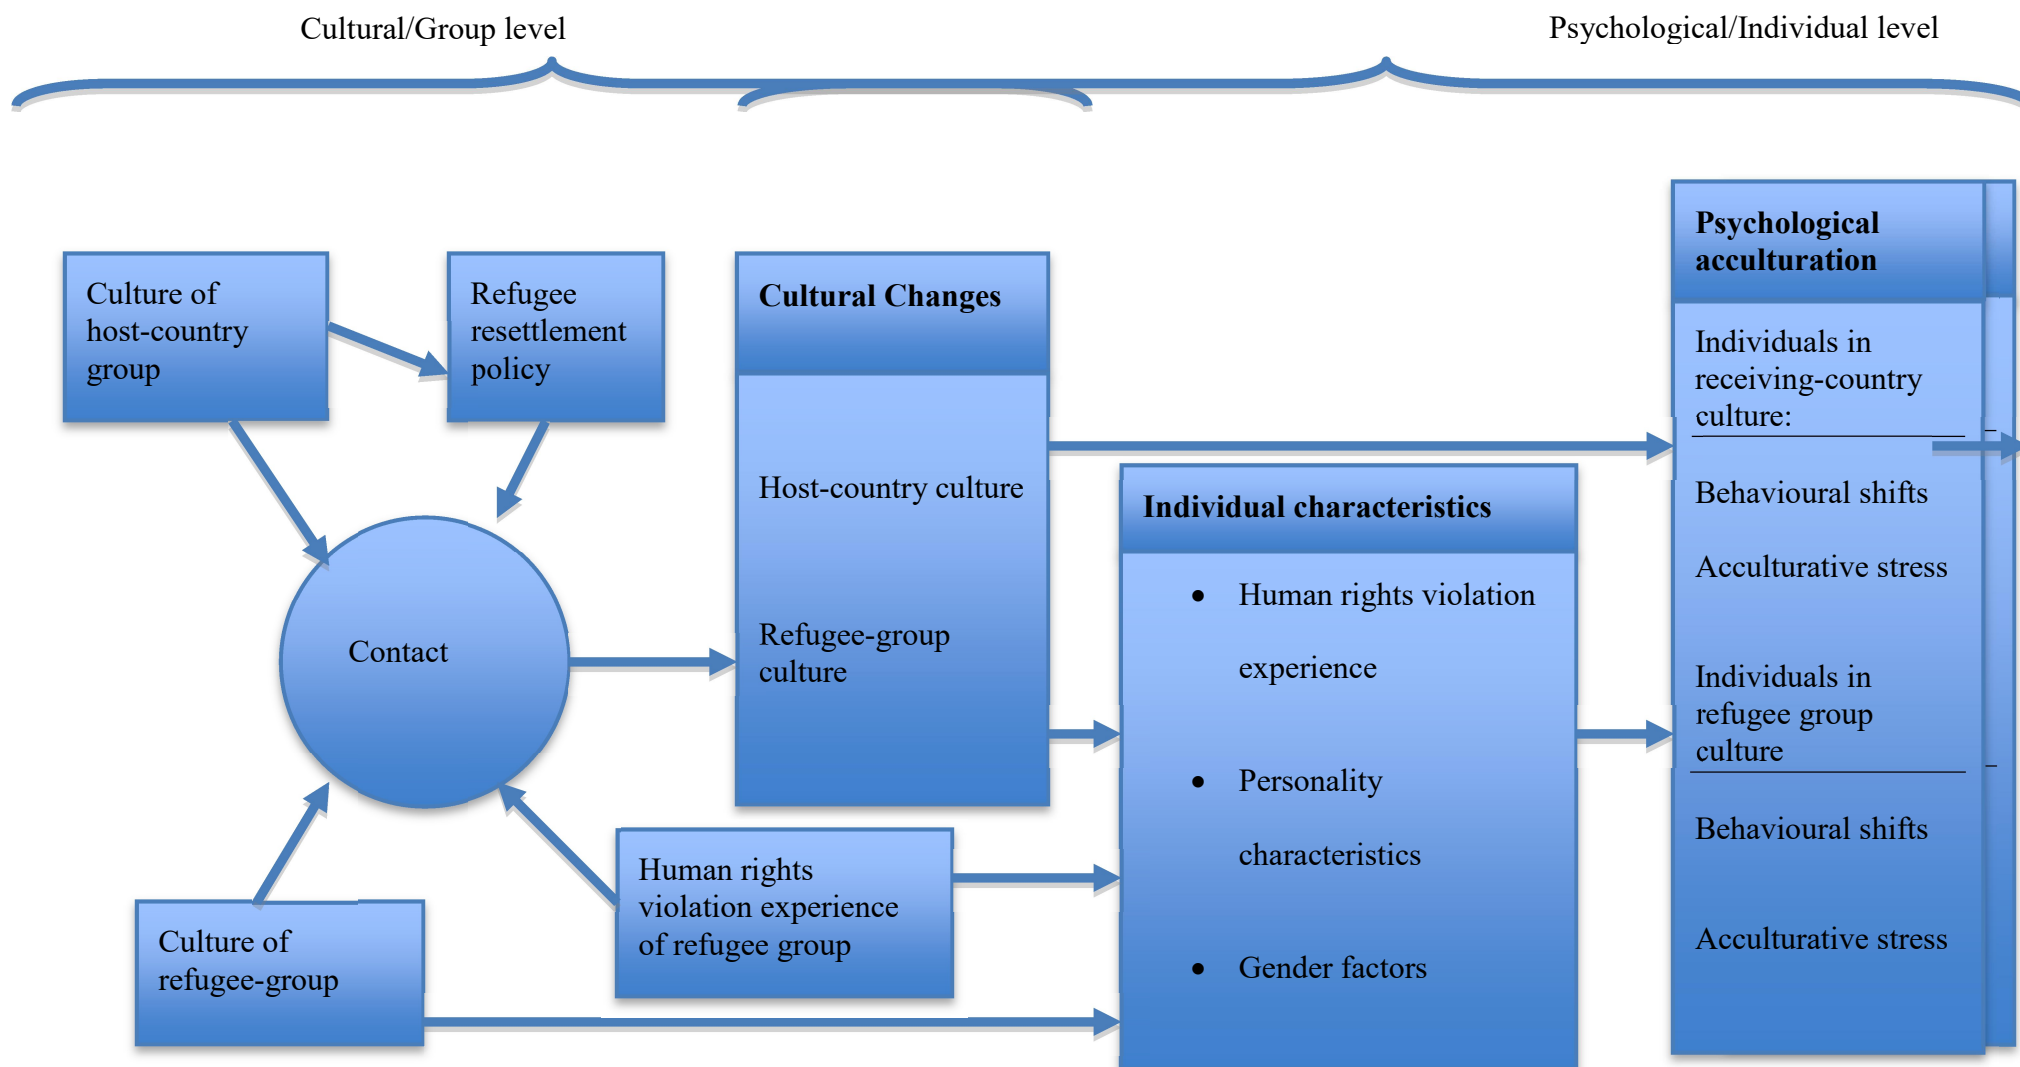 Cultural/Group level
Psychological/Individual level
Culture of
host-country
group
Refugee
resettlement
policy
Contact
Culture of
refugee-group
Human rights
violation experience
of refugee group
Cultural Changes
Host-country culture
Refugee-group
culture
Individual characteristics
• Human rights violation
experience
• Personality
characteristics
• Gender factors
Psychological
acculturation
Individuals in
receiving-country
culture:
Behavioural shifts
Acculturative stress
Individuals in
refugee group
culture
Behavioural shifts
Acculturative stress